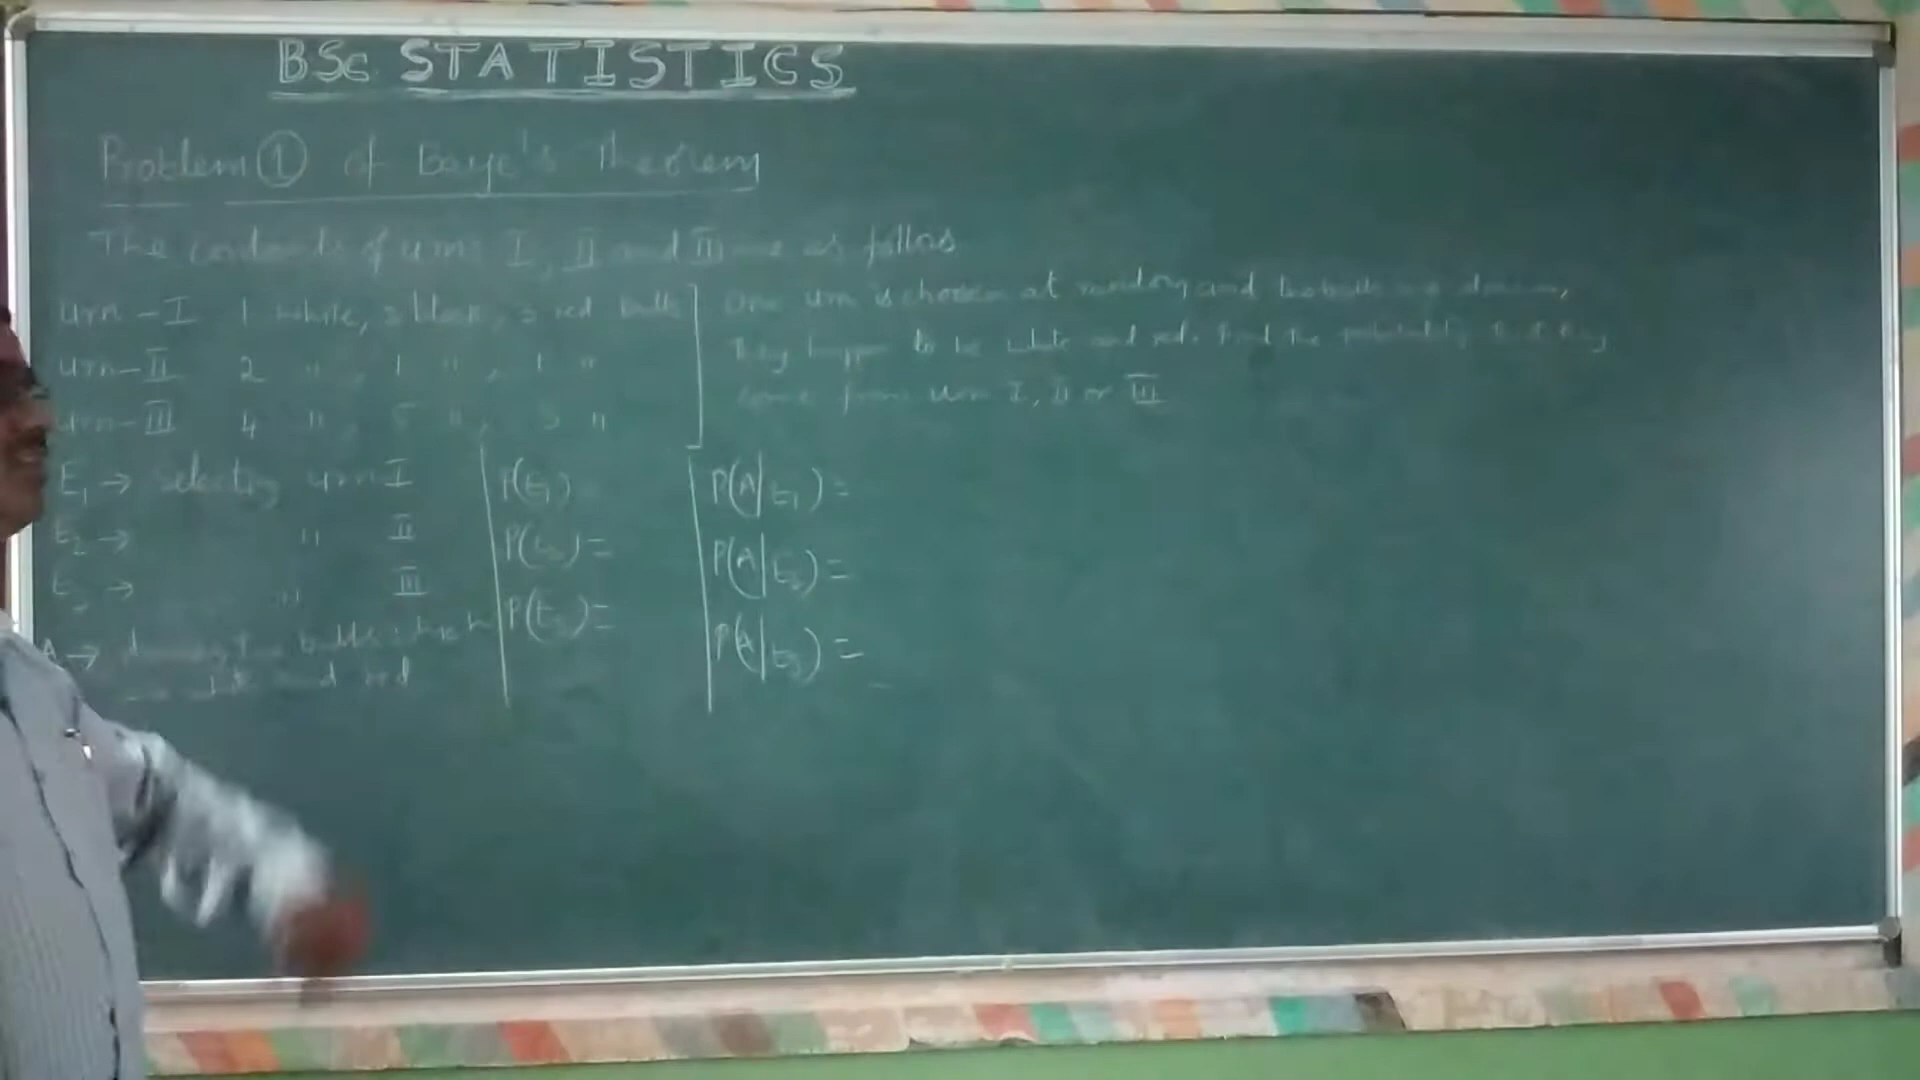 BSc STATISTICS
Problem ① of Baye's Theorem
The contents of urns I, II and III are as follows
urn - I 1 white, 2 black, 3 red balls
urn - II 2 " , 1 " , 1 "
urn - III 4 " , 5 " , 3 "
One urn is chosen at random and two balls are drawn,
They happen to be white and red. Find the probability that they
come from urn I, II or III
E₁ → selecting urn I
E₂ → " II
E₃ → " III
A → drawing two balls which
are white and red
P(E₁)
P(E₂) =
P(E₃) =
P(A|E₁) =
P(A|E₂) =
P(A|E₃) =